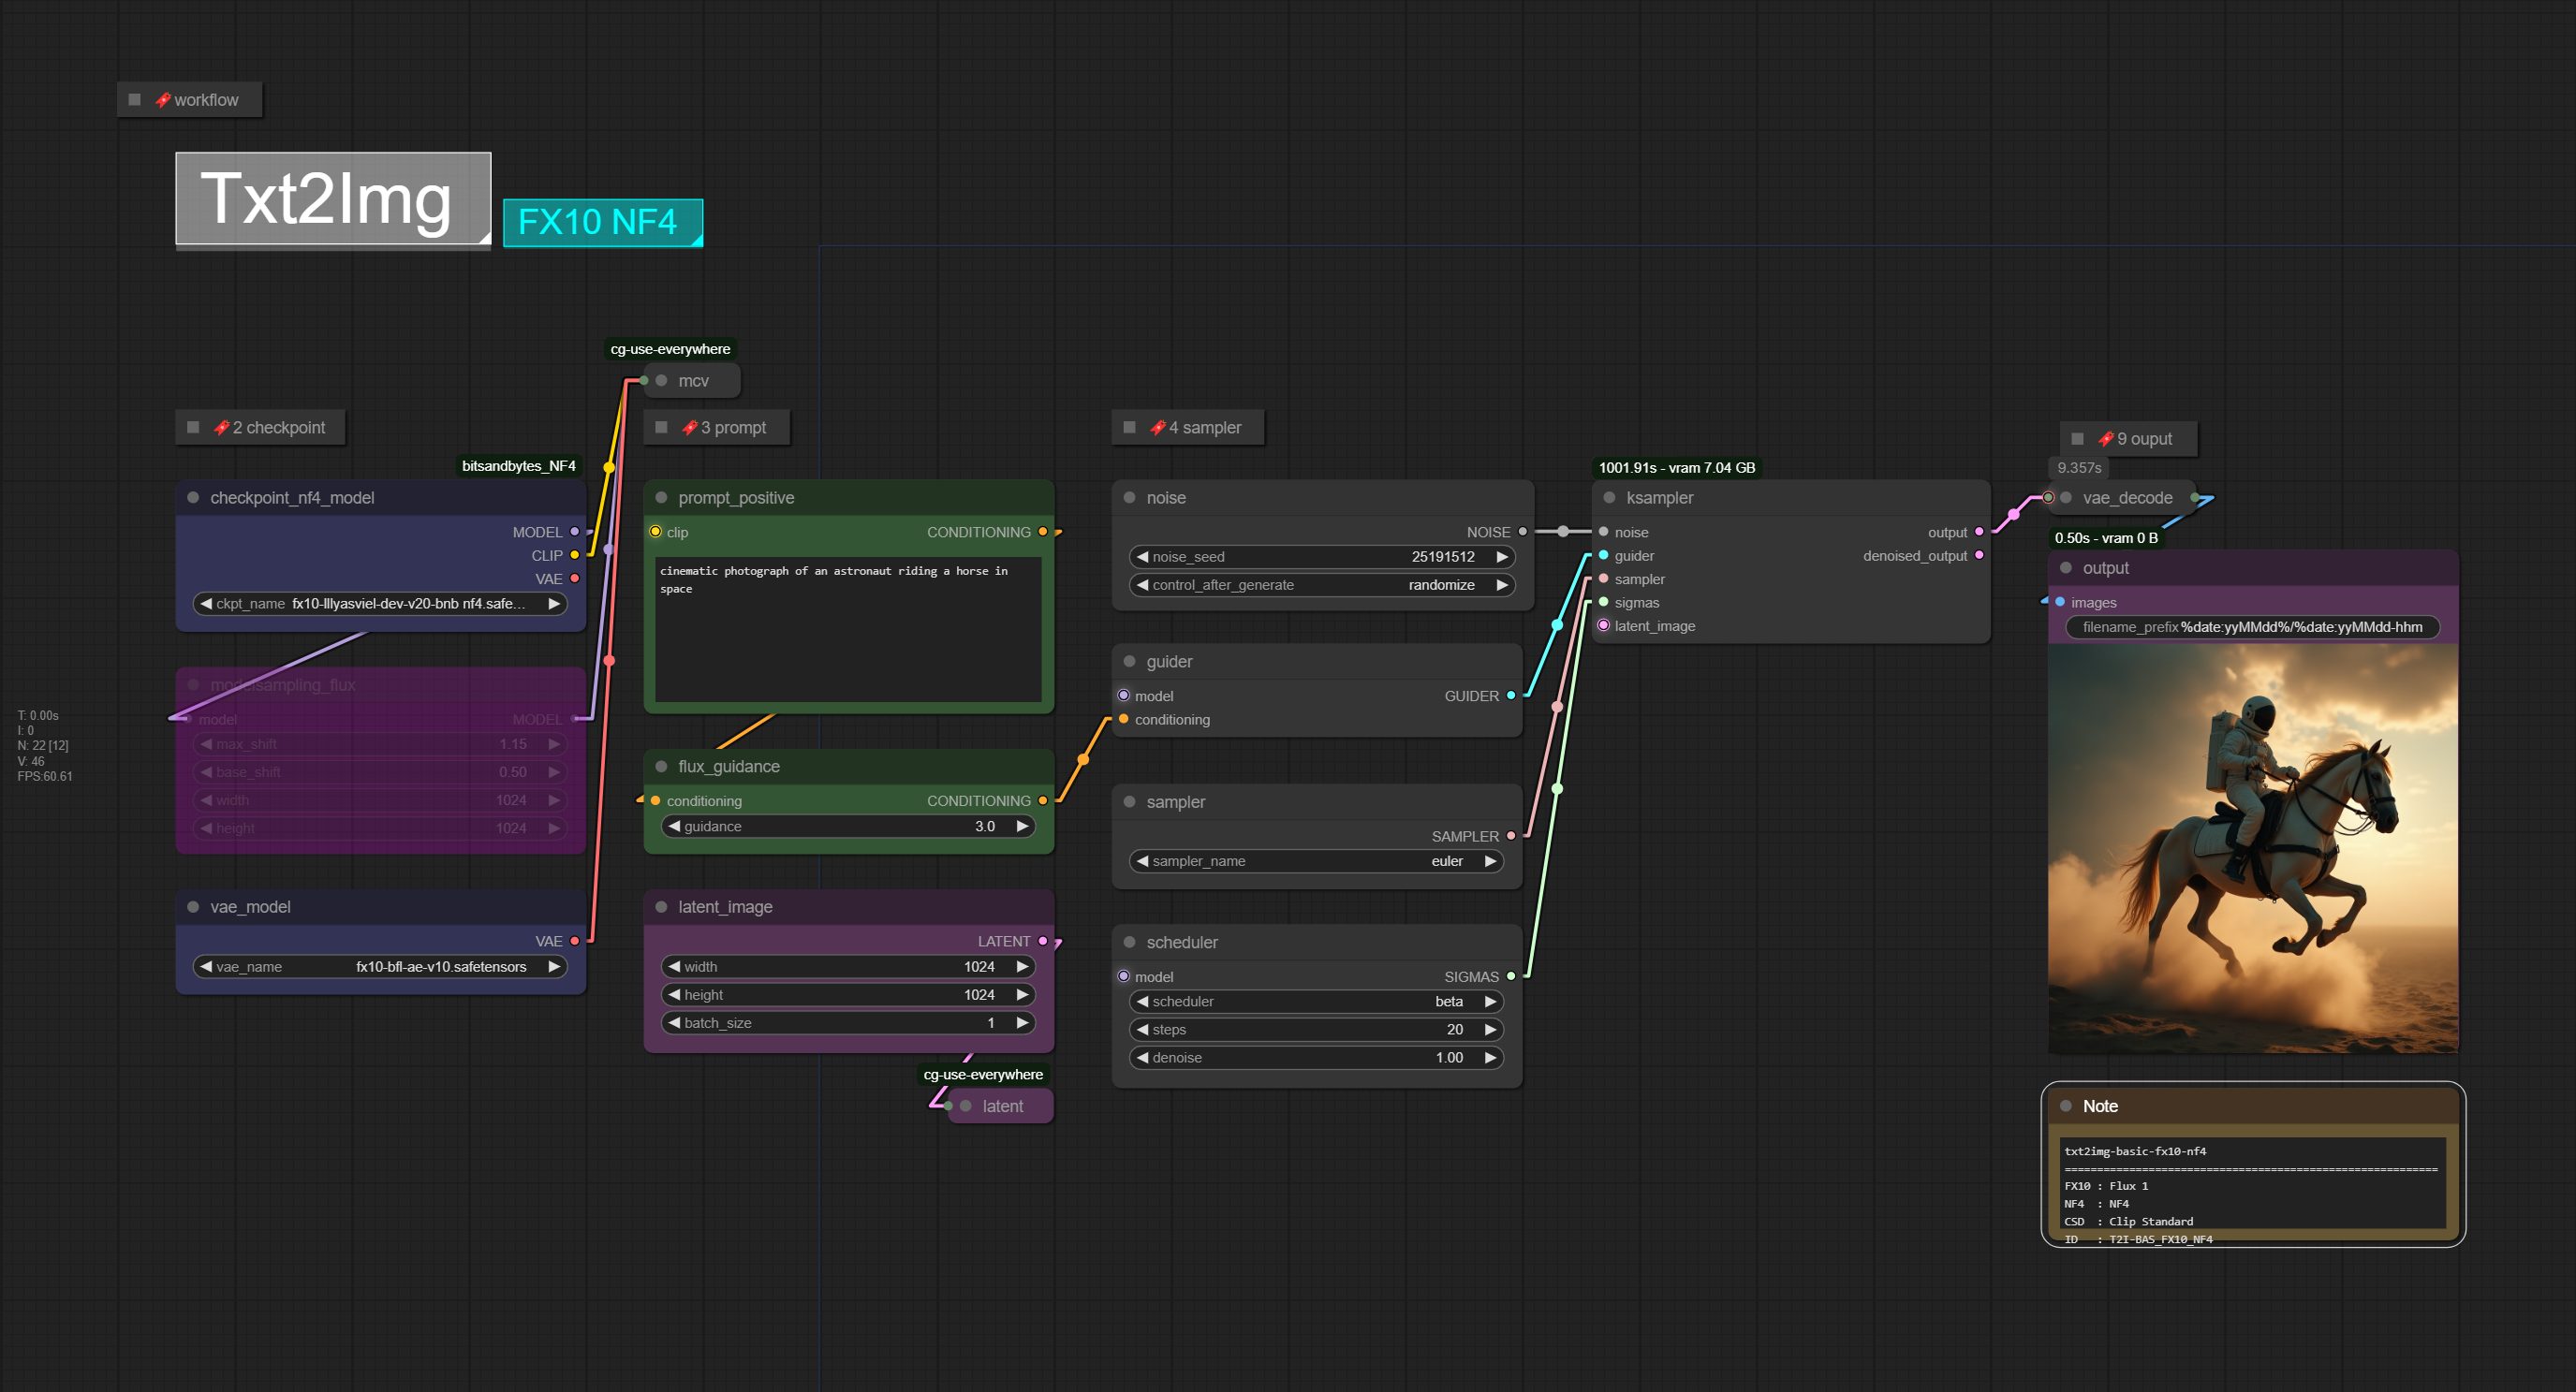 workflow
Txt2Img
FX10 NF4
cg-use-everywhere
mcv
2 checkpoint
bitsandbytes_NF4
checkpoint_nf4_model
MODEL
CLIP
VAE
ckpt_name fx10-lllyasviel-dev-v20-bnb nf4.safe...
modelsampling_flux
model MODEL
max_shift 1.15
base_shift 0.50
width 1024
height 1024
vae_model
VAE
vae_name fx10-bfl-ae-v10.safetensors
T: 0.00s
I: 0
N: 22 [12]
V: 46
FPS:60.61
3 prompt
prompt_positive
clip CONDITIONING
cinematic photograph of an astronaut riding a horse in
space
flux_guidance
conditioning CONDITIONING
guidance 3.0
latent_image
LATENT
width 1024
height 1024
batch_size 1
cg-use-everywhere
latent
4 sampler
noise
NOISE
noise_seed 25191512
control_after_generate randomize
guider
model GUIDER
conditioning
sampler
SAMPLER
sampler_name euler
scheduler
model SIGMAS
scheduler beta
steps 20
denoise 1.00
1001.91s - vram 7.04 GB
ksampler
noise output
guider denoised_output
sampler
sigmas
latent_image
9 ouput
9.357s
vae_decode
0.50s - vram 0 B
output
images
filename_prefix %date:yyMMdd%/%date:yyMMdd-hhm
Note
txt2img-basic-fx10-nf4
==========================================================
FX10 : Flux 1
NF4 : NF4
CSD : Clip Standard
ID : T2I-BAS_FX10_NF4